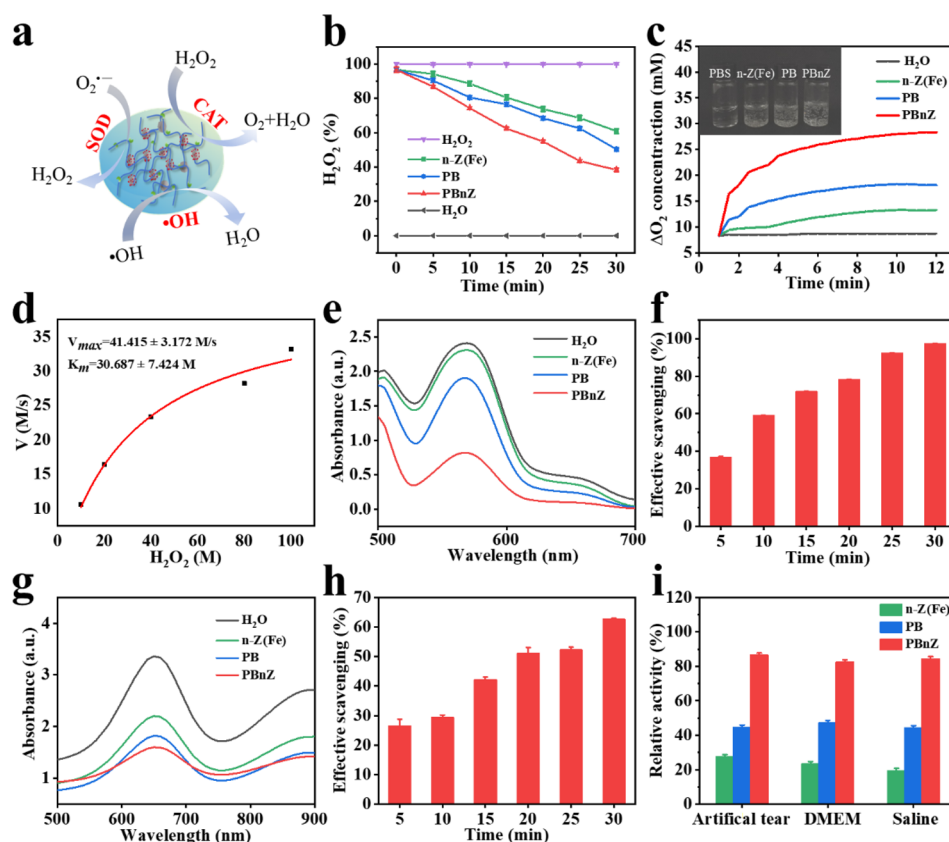 a
O₂•−
H₂O₂
SOD
CAT
O₂+H₂O
H₂O₂
•OH
•OH
H₂O
b
H₂O₂ (%)
100
80
60
40
20
0
H₂O₂
n-Z(Fe)
PB
PBnZ
H₂O
0 5 10 15 20 25 30
Time (min)
c
ΔO₂ concentraction (mM)
45
40
35
30
25
20
15
10
5
PBS n-Z(Fe) PB PBnZ
H₂O
n-Z(Fe)
PB
PBnZ
0 2 4 6 8 10 12
Time (min)
d
V (M/s)
35
30
25
20
15
10
Vmax=41.415 ± 3.172 M/s
Km=30.687 ± 7.424 M
20 40 60 80 100
H₂O₂ (M)
e
Absorbance (a.u.)
2.5
2.0
1.5
1.0
0.5
0.0
H₂O
n-Z(Fe)
PB
PBnZ
500 600 700
Wavelength (nm)
f
Effective scavenging (%)
100
80
60
40
20
0
5 10 15 20 25 30
Time (min)
g
Absorbance (a.u.)
4
3
2
1
H₂O
n-Z(Fe)
PB
PBnZ
500 600 700 800 900
Wavelength (nm)
h
Effective scavenging (%)
70
60
50
40
30
20
10
0
5 10 15 20 25 30
Time (min)
i
Relative activity (%)
120
100
80
60
40
20
0
n-Z(Fe)
PB
PBnZ
Artifical tear DMEM Saline